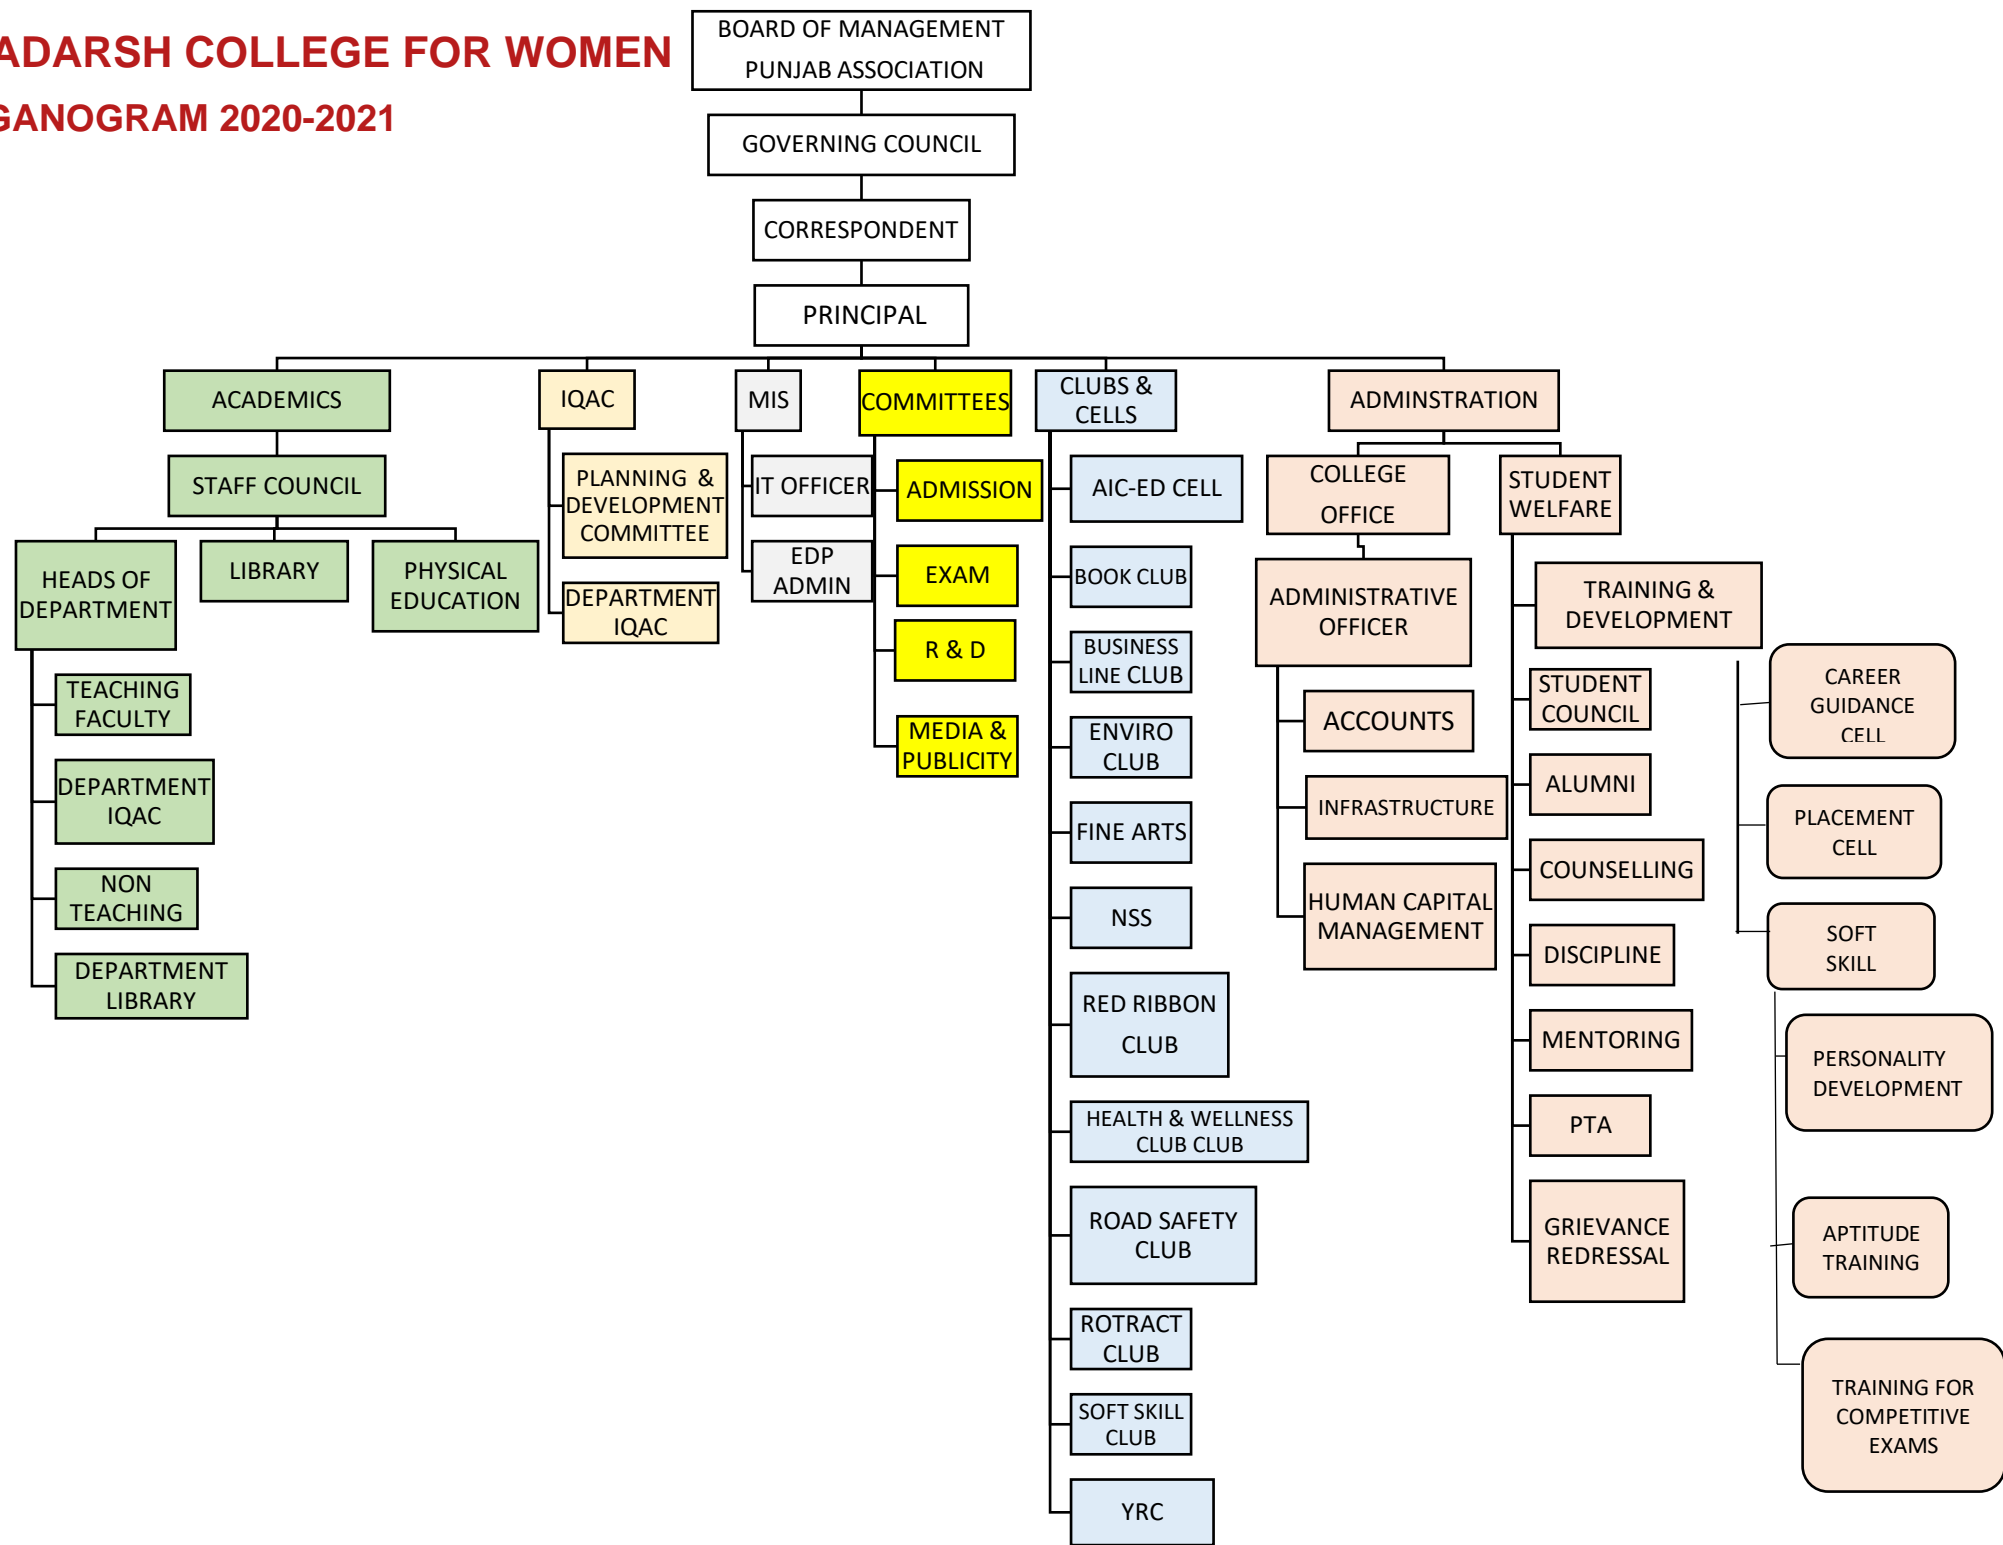 ADARSH COLLEGE FOR WOMEN
GANOGRAM 2020-2021
BOARD OF MANAGEMENT
PUNJAB ASSOCIATION
GOVERNING COUNCIL
CORRESPONDENT
PRINCIPAL
ACADEMICS
STAFF COUNCIL
HEADS OF
DEPARTMENT
LIBRARY
PHYSICAL
EDUCATION
TEACHING
FACULTY
DEPARTMENT
IQAC
NON
TEACHING
DEPARTMENT
LIBRARY
IQAC
PLANNING &
DEVELOPMENT
COMMITTEE
DEPARTMENT
IQAC
MIS
IT OFFICER
EDP
ADMIN
COMMITTEES
ADMISSION
EXAM
R & D
MEDIA &
PUBLICITY
CLUBS &
CELLS
AIC-ED CELL
BOOK CLUB
BUSINESS
LINE CLUB
ENVIRO
CLUB
FINE ARTS
NSS
RED RIBBON
CLUB
HEALTH & WELLNESS
CLUB CLUB
ROAD SAFETY
CLUB
ROTRACT
CLUB
SOFT SKILL
CLUB
YRC
ADMINSTRATION
COLLEGE
OFFICE
ADMINISTRATIVE
OFFICER
ACCOUNTS
INFRASTRUCTURE
HUMAN CAPITAL
MANAGEMENT
STUDENT
WELFARE
TRAINING &
DEVELOPMENT
STUDENT
COUNCIL
ALUMNI
COUNSELLING
DISCIPLINE
MENTORING
PTA
GRIEVANCE
REDRESSAL
CAREER
GUIDANCE
CELL
PLACEMENT
CELL
SOFT
SKILL
PERSONALITY
DEVELOPMENT
APTITUDE
TRAINING
TRAINING FOR
COMPETITIVE
EXAMS